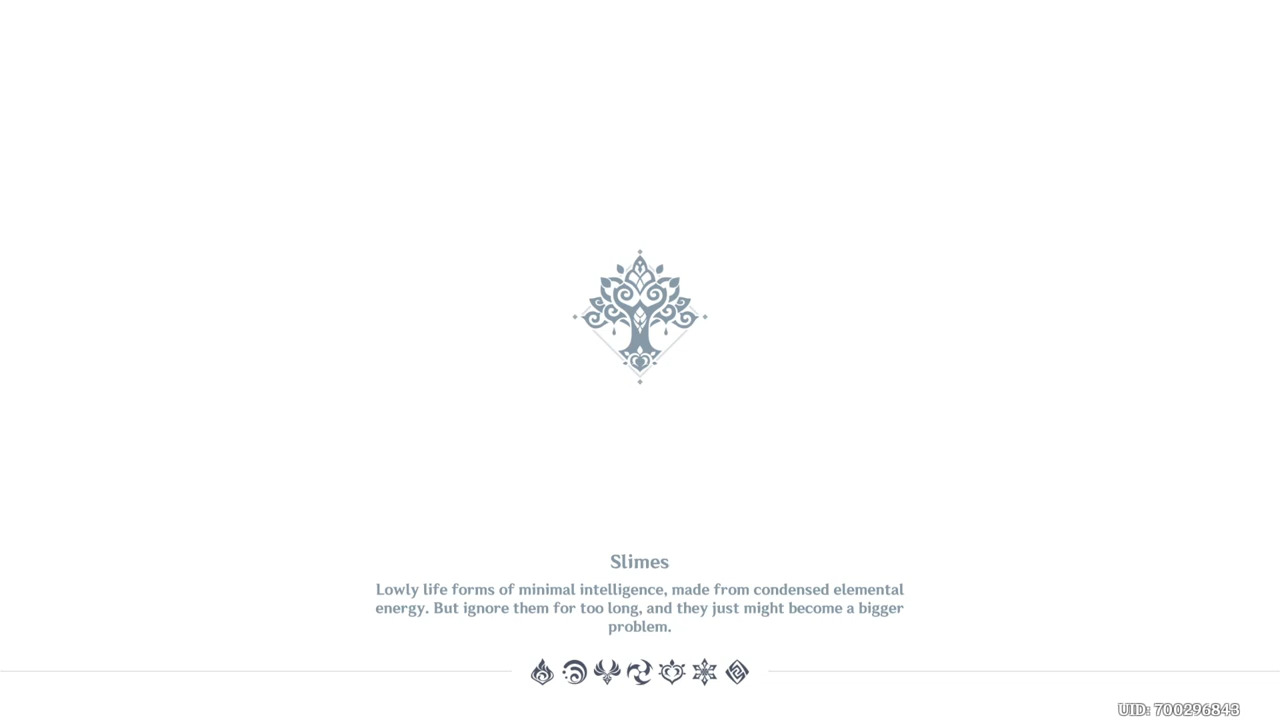 Slimes
Lowly life forms of minimal intelligence, made from condensed elemental
energy. But ignore them for too long, and they just might become a bigger
problem.
UID: 700296843